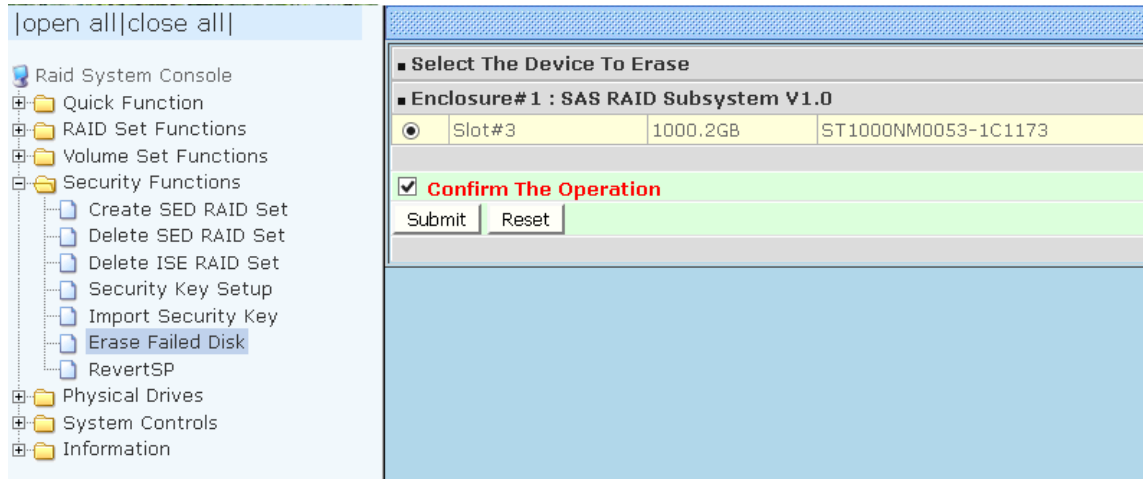 |open all|close all|
Raid System Console
Quick Function
RAID Set Functions
Volume Set Functions
Security Functions
Create SED RAID Set
Delete SED RAID Set
Delete ISE RAID Set
Security Key Setup
Import Security Key
Erase Failed Disk
RevertSP
Physical Drives
System Controls
Information
Select The Device To Erase
Enclosure#1 : SAS RAID Subsystem V1.0
Slot#3 1000.2GB ST1000NM0053-1C1173
Confirm The Operation
Submit Reset